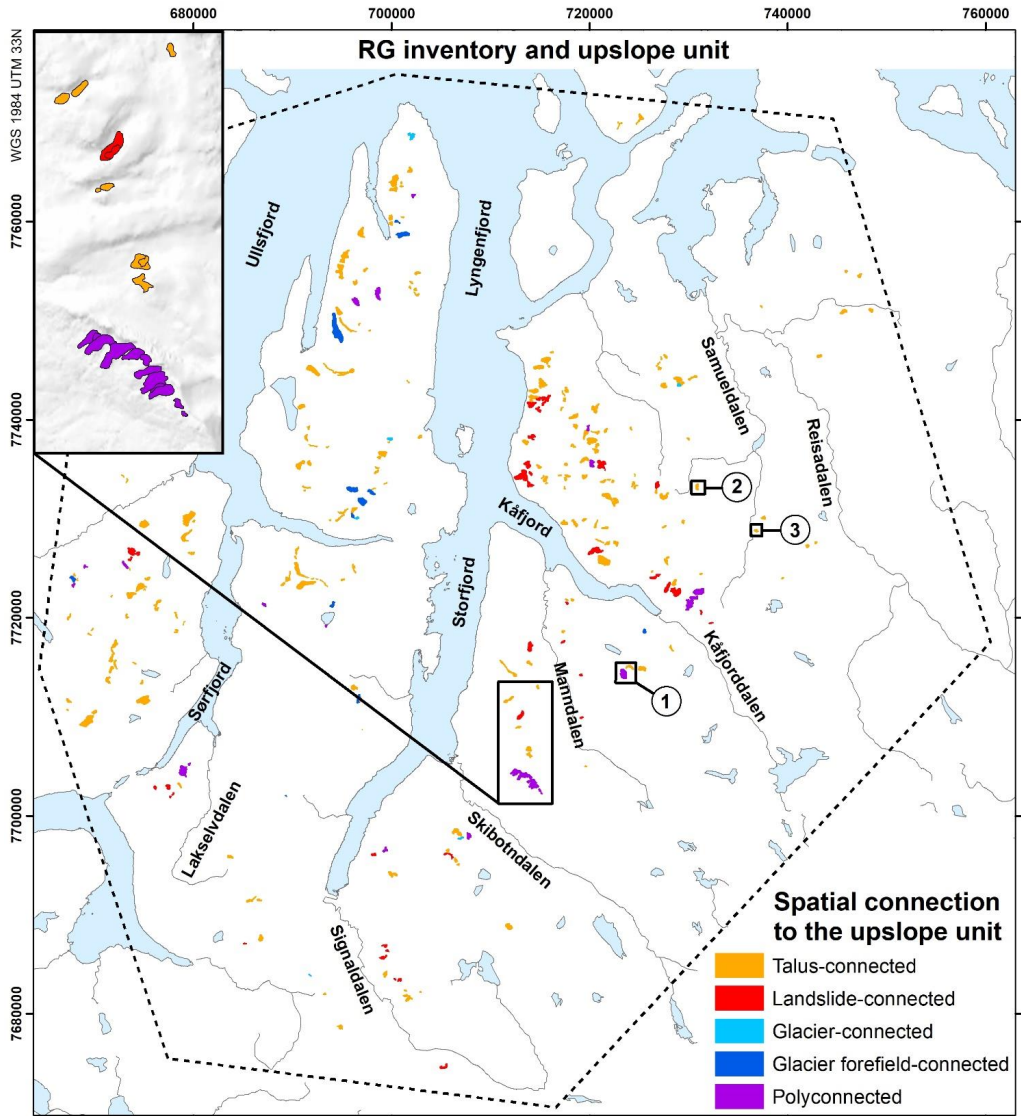 680000
700000
720000
740000
760000
RG inventory and upslope unit
WGS 1984 UTM 33N
7760000
7740000
7720000
7700000
7680000
Ullsfjord
Lyngenfjord
Samueldalen
Reisadalen
2
3
Kåfjord
Storfjord
Sørfjord
Manndalen
Kåfjorddalen
1
Lakselvdalen
Skibotndalen
Signaldalen
Spatial connection
to the upslope unit
Talus-connected
Landslide-connected
Glacier-connected
Glacier forefield-connected
Polyconnected